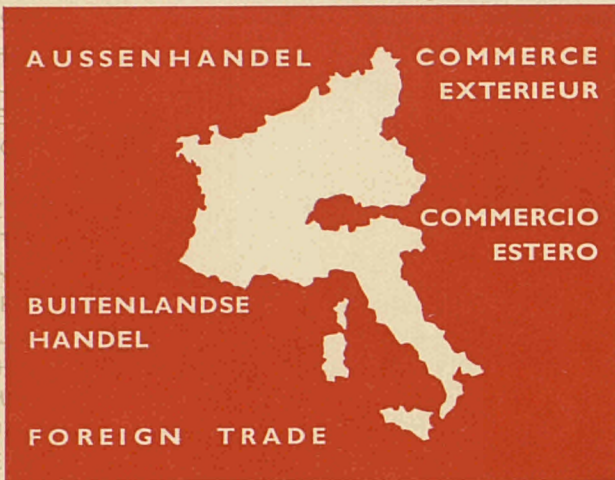 AUSSENHANDEL
COMMERCE
EXTERIEUR
COMMERCIO
ESTERO
BUITENLANDSE
HANDEL
FOREIGN TRADE